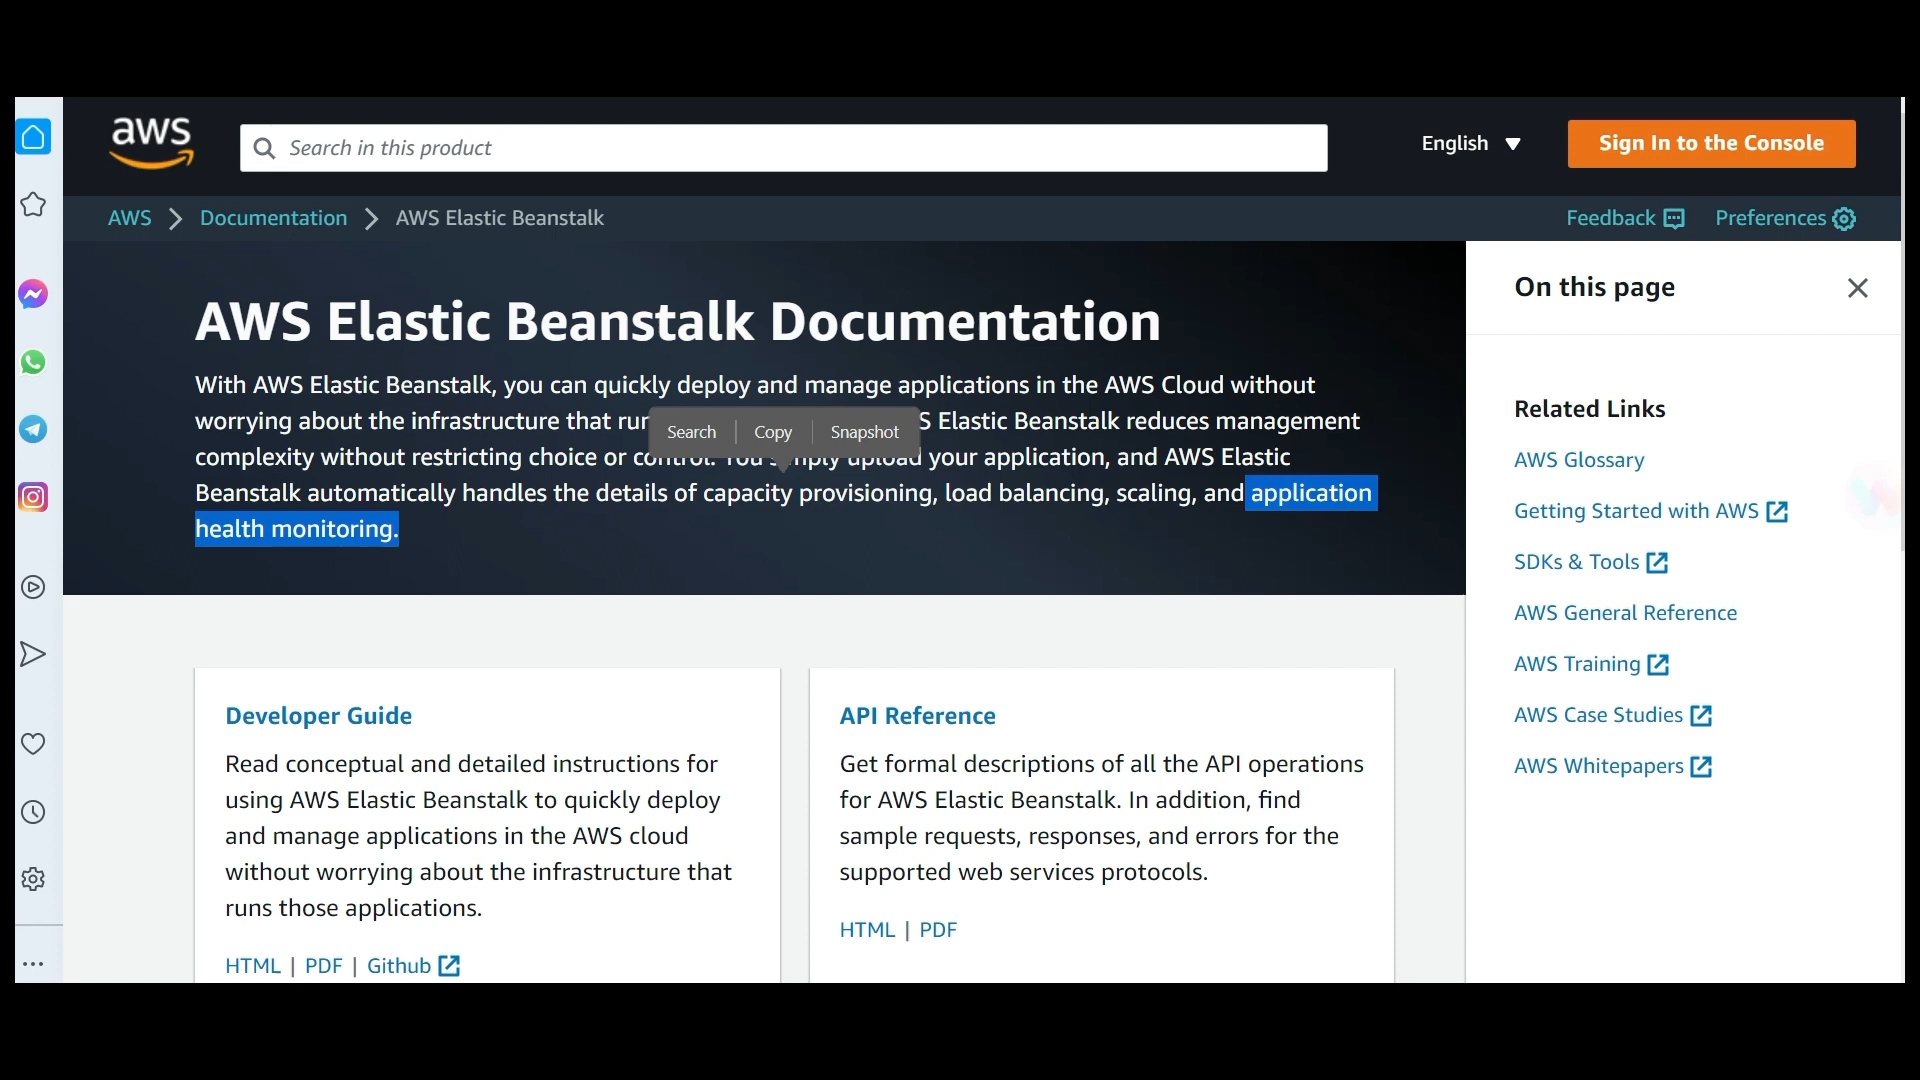 aws
Search in this product
English
Sign In to the Console
AWS > Documentation > AWS Elastic Beanstalk
Feedback
Preferences
AWS Elastic Beanstalk Documentation
With AWS Elastic Beanstalk, you can quickly deploy and manage applications in the AWS Cloud without
worrying about the infrastructure that S Elastic Beanstalk reduces management
Search | Copy | Snapshot
complexity without restricting choice or control. You simply upload your application, and AWS Elastic
Beanstalk automatically handles the details of capacity provisioning, load balancing, scaling, and application
health monitoring.
Developer Guide
Read conceptual and detailed instructions for
using AWS Elastic Beanstalk to quickly deploy
and manage applications in the AWS cloud
without worrying about the infrastructure that
runs those applications.
HTML | PDF | Github
API Reference
Get formal descriptions of all the API operations
for AWS Elastic Beanstalk. In addition, find
sample requests, responses, and errors for the
supported web services protocols.
HTML | PDF
On this page
Related Links
AWS Glossary
Getting Started with AWS
SDKs & Tools
AWS General Reference
AWS Training
AWS Case Studies
AWS Whitepapers